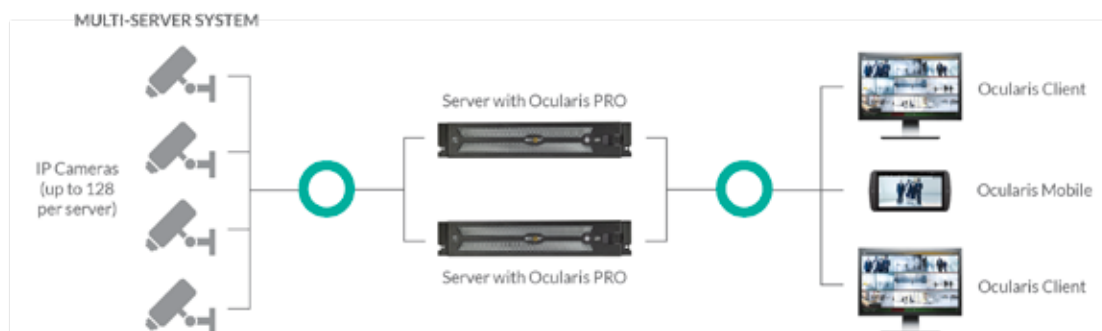 MULTI-SERVER SYSTEM
Server with Ocularis PRO
Ocularis Client
IP Cameras
(up to 128
per server)
Ocularis Mobile
Server with Ocularis PRO
Ocularis Client